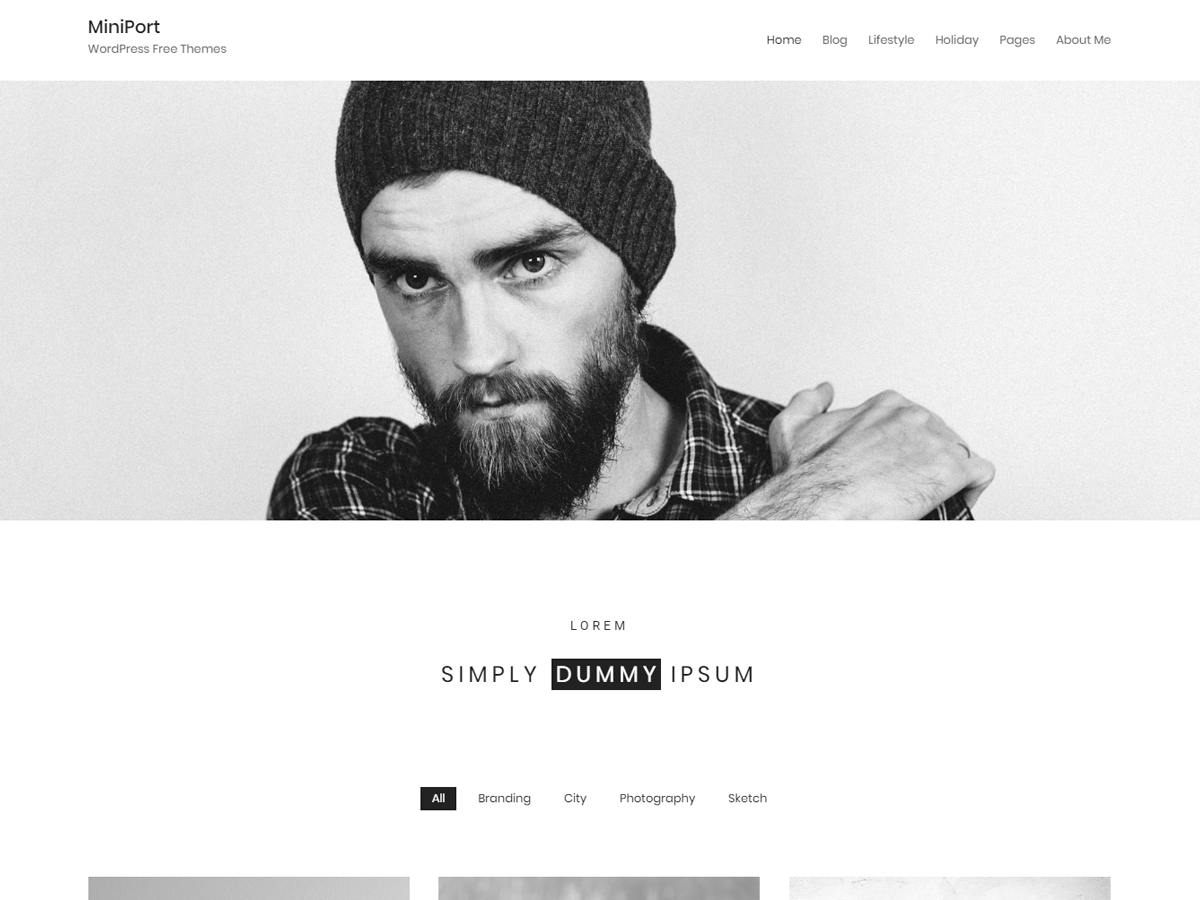 MiniPort
WordPress Free Themes
Home Blog Lifestyle Holiday Pages About Me
LOREM
SIMPLY DUMMY IPSUM
All Branding City Photography Sketch